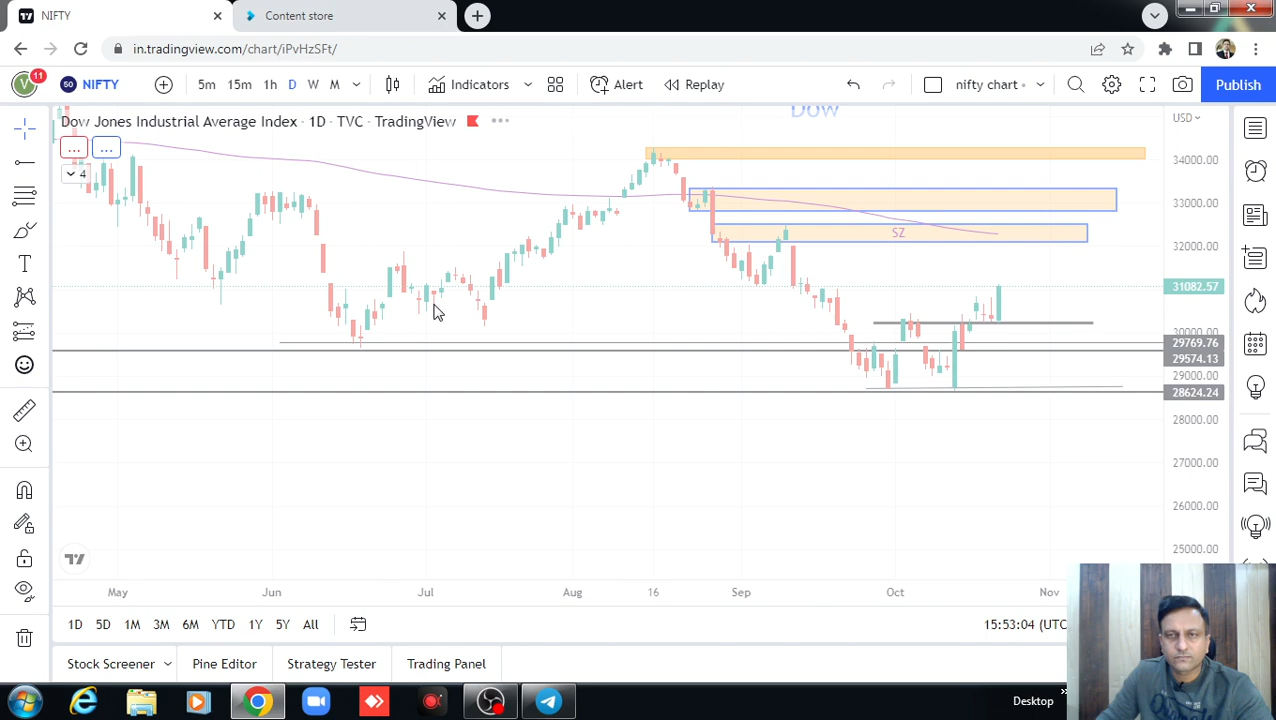 NIFTY
Content store
in.tradingview.com/chart/iPvHzSFt/
V
11
50 NIFTY
5m 15m 1h D W M
Indicators
Alert
Replay
nifty chart
Publish
Dow
Dow Jones Industrial Average Index · 1D · TVC · TradingView
USD
4
34000.00
33000.00
SZ
32000.00
31082.57
30000.00
29769.76
29574.13
29000.00
28624.24
28000.00
27000.00
26000.00
25000.00
May Jun Jul Aug 16 Sep Oct Nov
1D 5D 1M 3M 6M YTD 1Y 5Y All
15:53:04 (UTC
Stock Screener Pine Editor Strategy Tester Trading Panel
Desktop